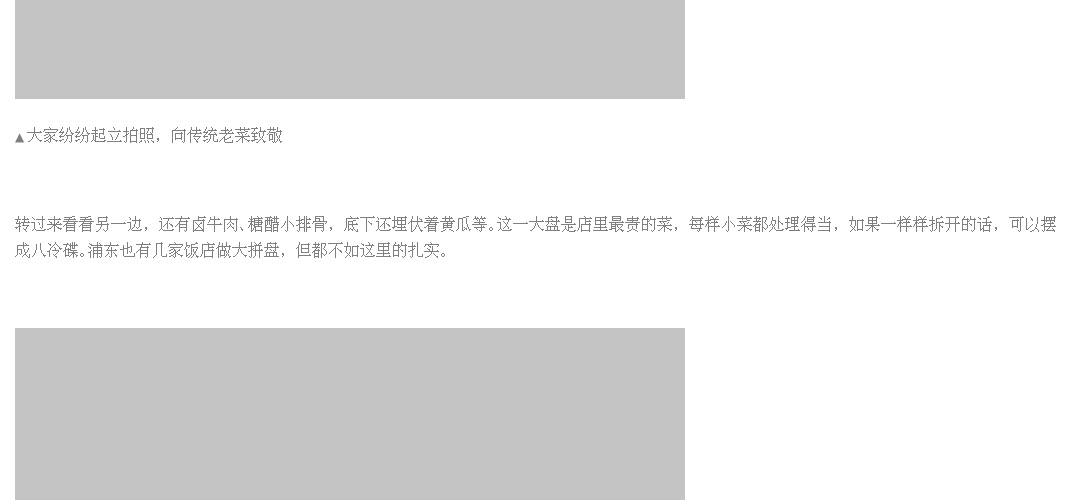 ▲大家纷纷起立拍照，向传统老菜致敬
转过来看看另一边，还有卤牛肉、糖醋小排骨，底下还埋伏着黄瓜等。这一大盘是店里最贵的菜，每样小菜都处理得当，如果一样样拆开的话，可以摆
成八冷碟。浦东也有几家饭店做大拼盘，但都不如这里的扎实。